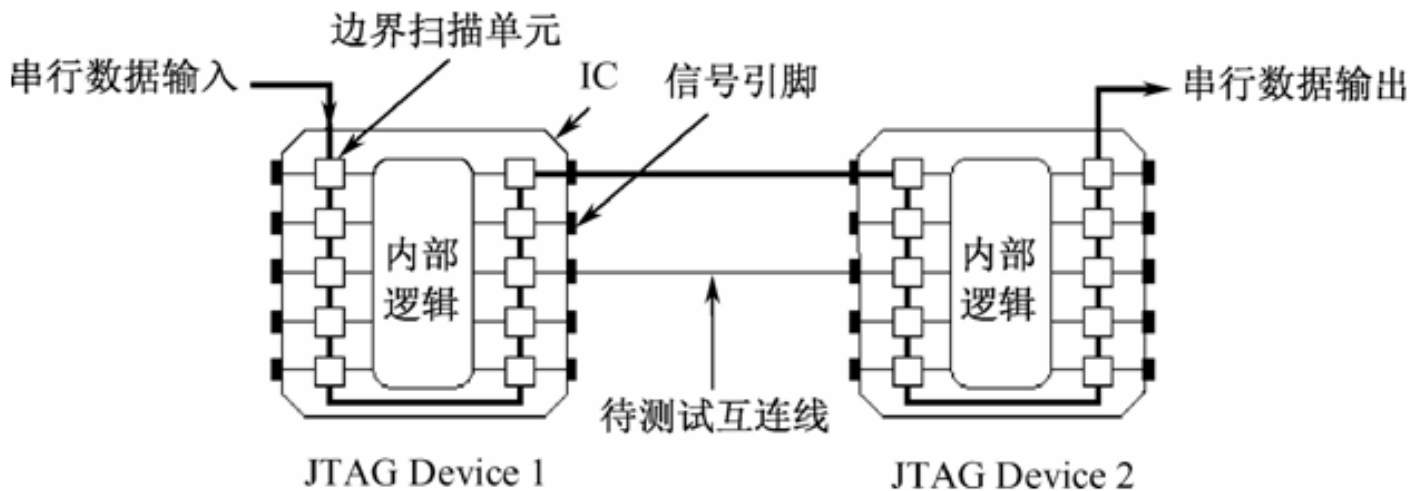 边界扫描单元
串行数据输入
IC
信号引脚
串行数据输出
内部
逻辑
内部
逻辑
待测试互连线
JTAG Device 1
JTAG Device 2